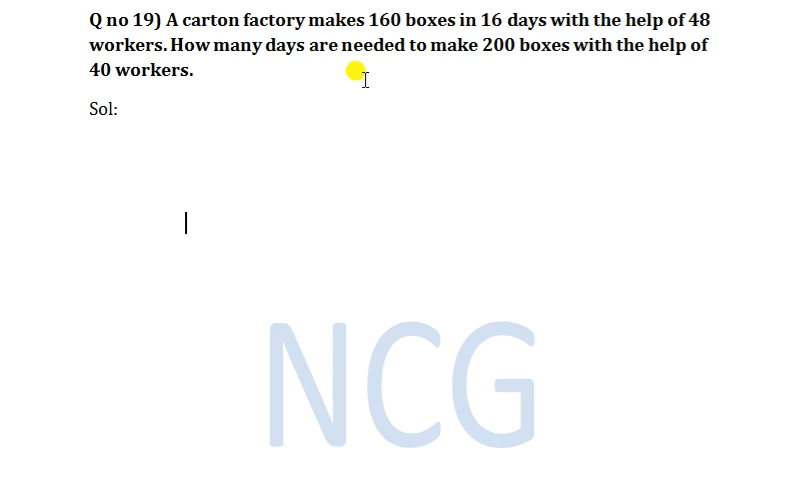 Q no 19) A carton factory makes 160 boxes in 16 days with the help of 48
workers. How many days are needed to make 200 boxes with the help of
40 workers.
Sol:
NCG